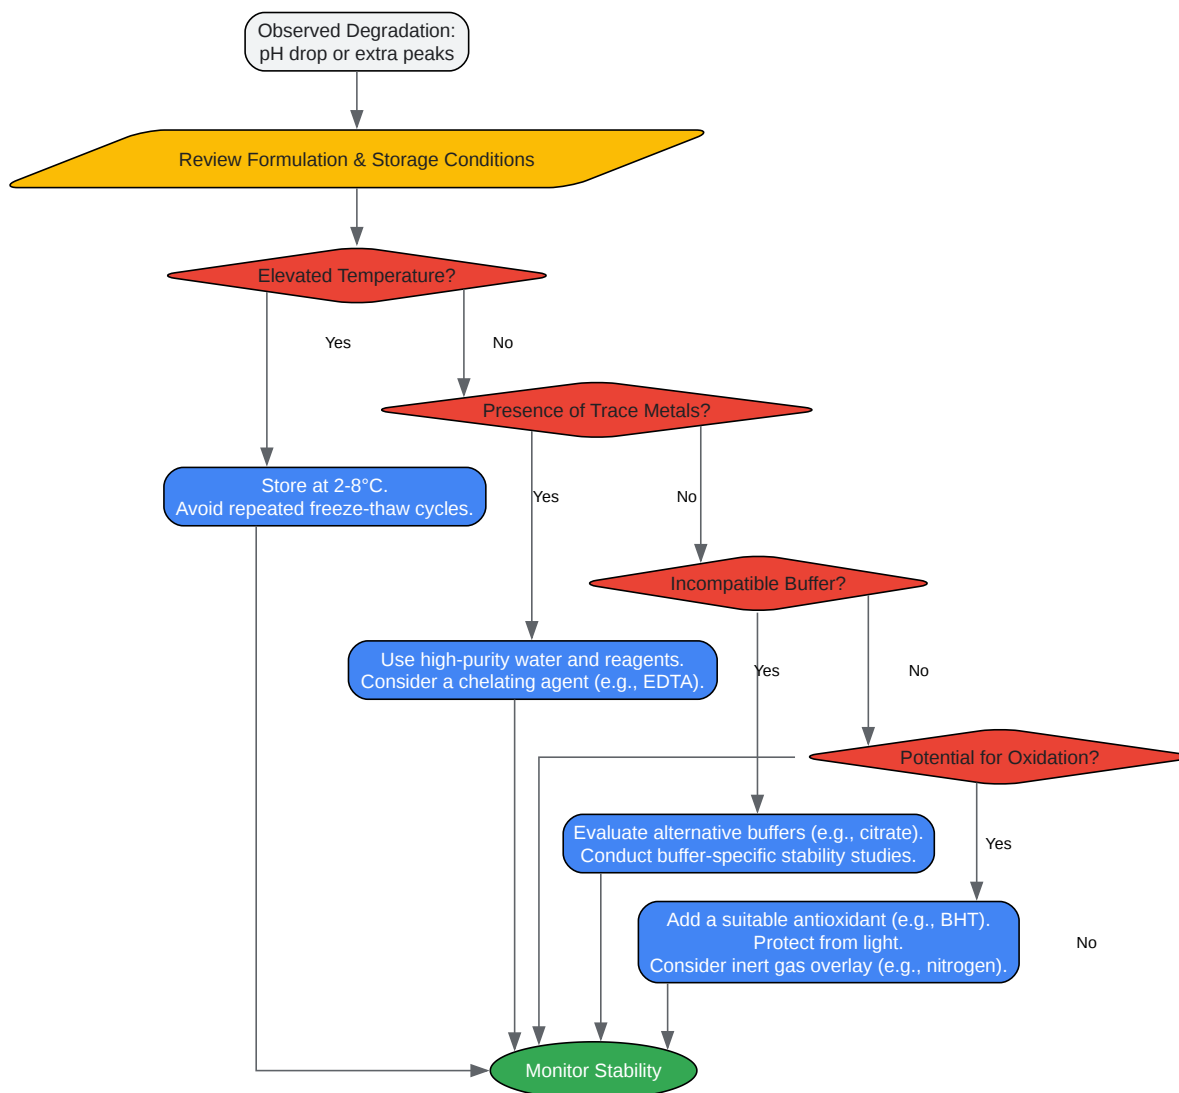 Observed Degradation:
pH drop or extra peaks
Review Formulation & Storage Conditions
Elevated Temperature?
Yes
No
Presence of Trace Metals?
Store at 2-8°C.
Avoid repeated freeze-thaw cycles.
Yes
No
Incompatible Buffer?
Use high-purity water and reagents.
Consider a chelating agent (e.g., EDTA).
Yes
No
Potential for Oxidation?
Evaluate alternative buffers (e.g., citrate).
Conduct buffer-specific stability studies.
Yes
Add a suitable antioxidant (e.g., BHT).
Protect from light.
Consider inert gas overlay (e.g., nitrogen).
No
Monitor Stability